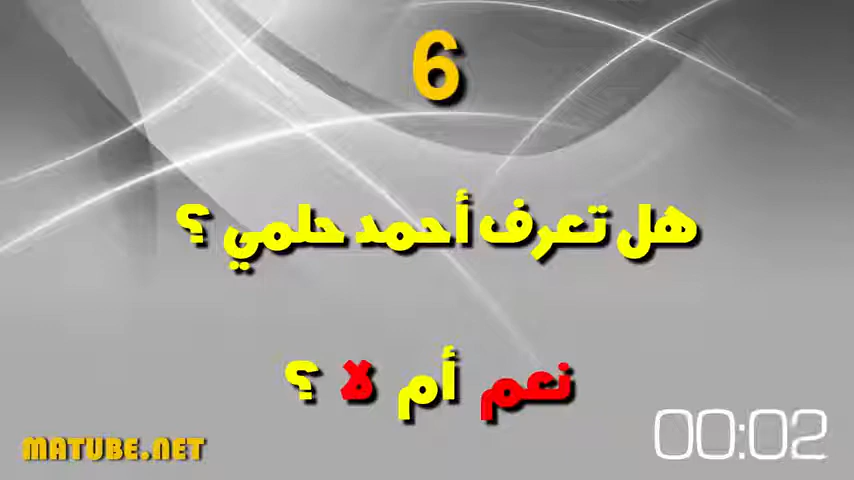 6
هل تعرف أحمد حلمي ؟
نعم أم لا ؟
MATUBE.NET
00:02